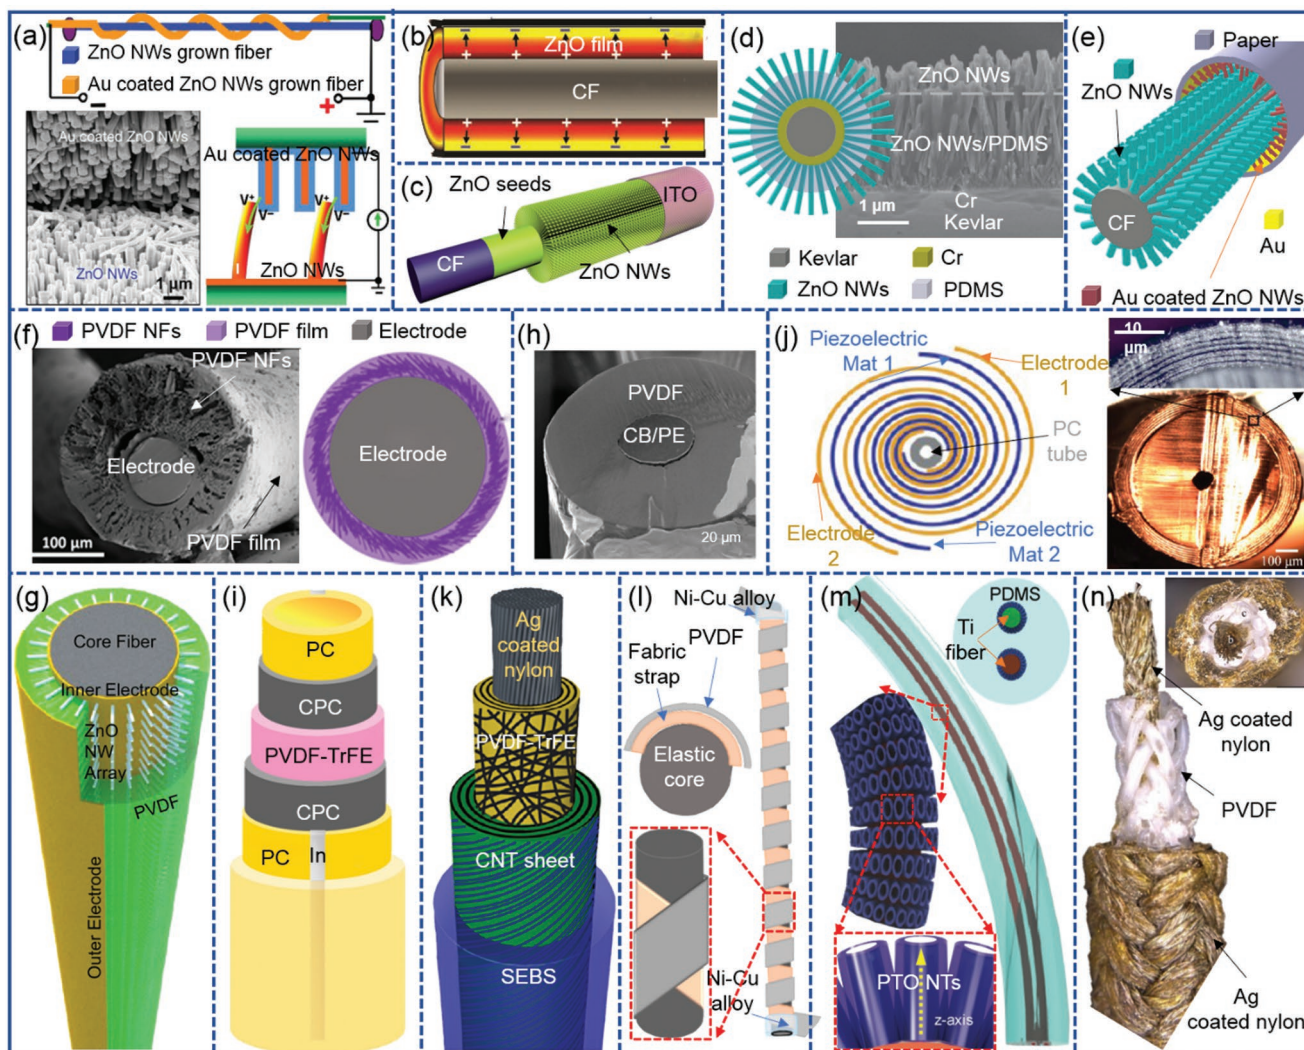 (a)
ZnO NWs grown fiber
Au coated ZnO NWs grown fiber
−
+
Au coated ZnO NWs
ZnO NWs
1 µm
Au coated ZnO NWs
V+
V−
V+
V−
I
ZnO NWs
(b)
ZnO film
CF
(c)
ZnO seeds
ITO
CF
ZnO NWs
(d)
ZnO NWs
ZnO NWs/PDMS
Cr
Kevlar
1 µm
Kevlar
Cr
ZnO NWs
PDMS
(e)
Paper
ZnO NWs
CF
Au
Au coated ZnO NWs
(f)
PVDF NFs
PVDF film
Electrode
PVDF NFs
Electrode
100 µm
PVDF film
Electrode
(h)
PVDF
CB/PE
20 µm
(j)
Piezoelectric
Mat 1
Electrode
1
PC
tube
Electrode
2
Piezoelectric
Mat 2
10
µm
100 µm
(g)
Core Fiber
Inner Electrode
ZnO
NW
Array
PVDF
Outer Electrode
(i)
PC
CPC
PVDF-TrFE
CPC
PC
In
(k)
Ag
coated
nylon
PVDF-TrFE
CNT sheet
SEBS
(l)
Ni-Cu alloy
PVDF
Fabric
strap
Elastic
core
Ni-Cu
alloy
(m)
PDMS
Ti
fiber
PTO NTs
z-axis
(n)
Ag coated
nylon
PVDF
Ag
coated nylon